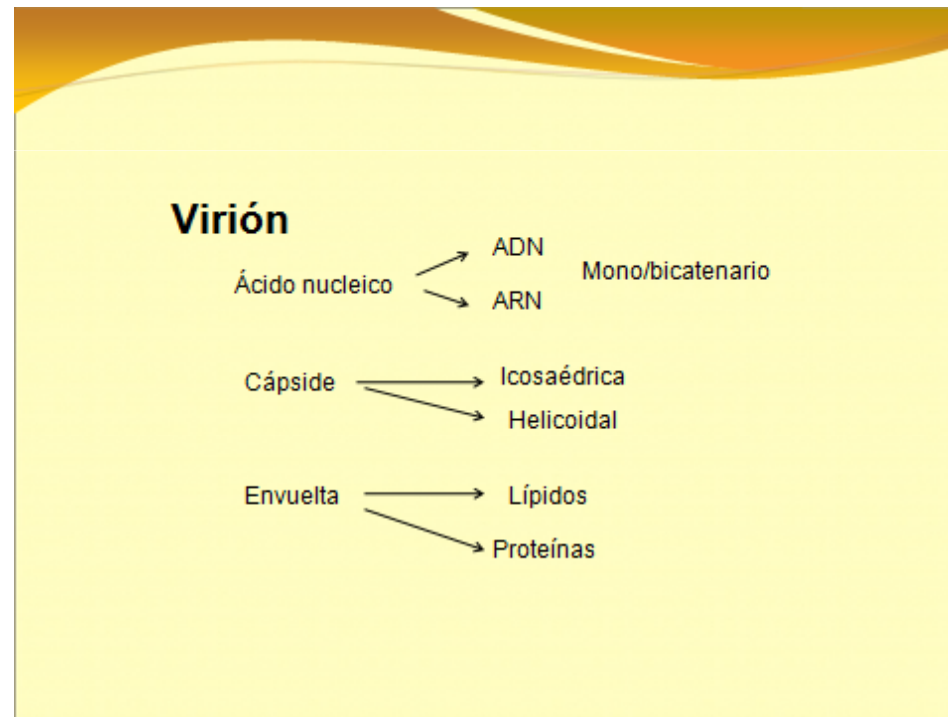 Virión
Ácido nucleico
ADN
ARN
Mono/bicatenario
Cápside
Icosaédrica
Helicoidal
Envuelta
Lípidos
Proteínas